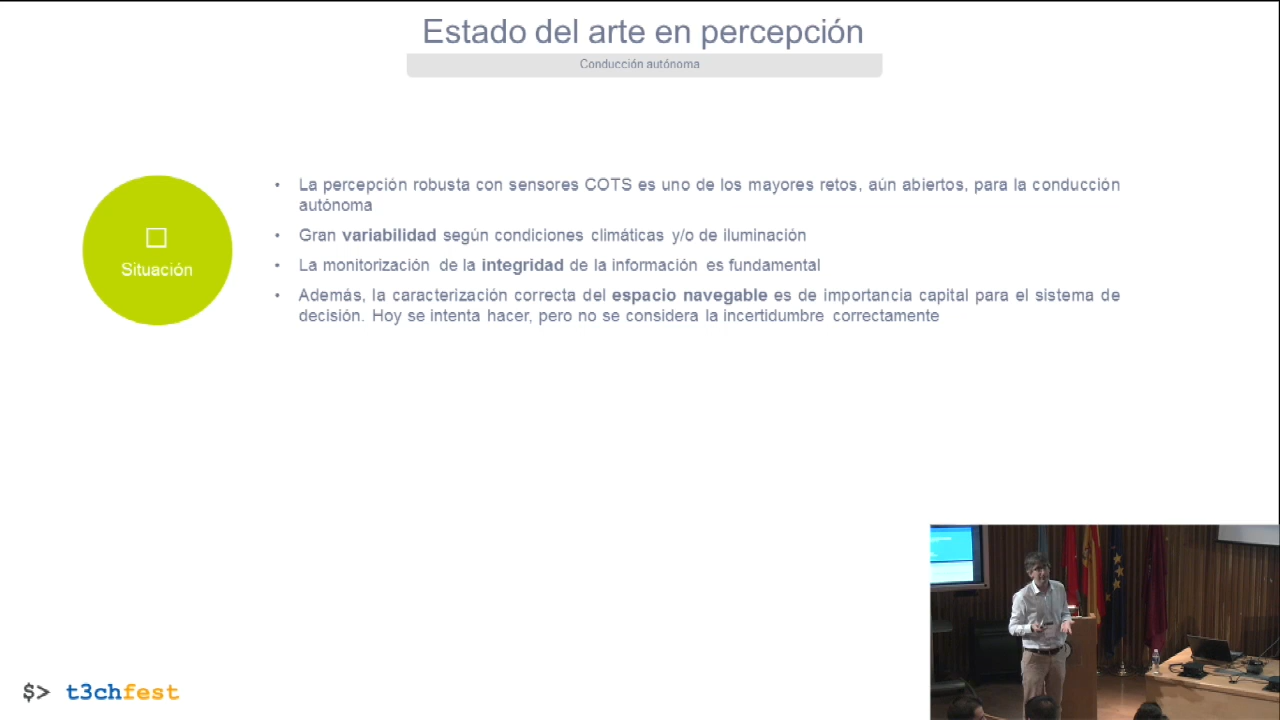 Estado del arte en percepción
Conducción autónoma
Situación
• La percepción robusta con sensores COTS es uno de los mayores retos, aún abiertos, para la conducción
autónoma
• Gran variabilidad según condiciones climáticas y/o de iluminación
• La monitorización de la integridad de la información es fundamental
• Además, la caracterización correcta del espacio navegable es de importancia capital para el sistema de
decisión. Hoy se intenta hacer, pero no se considera la incertidumbre correctamente
$> t3chfest